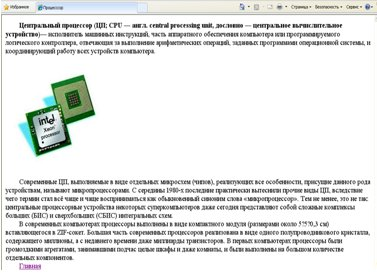 Избранное Процессор Страница Безопасность Сервис
Центральный процессор (ЦП; CPU — англ. central processing unit, дословно — центральное вычислительное
устройство)— исполнитель машинных инструкций, часть аппаратного обеспечения компьютера или программируемого
логического контроллера, отвечающая за выполнение арифметических операций, заданных программами операционной системы, и
координирующий работу всех устройств компьютера.
intel
Xeon
processor
Современные ЦП, выполняемые в виде отдельных микросхем (чипов), реализующих все особенности, присущие данного рода
устройствам, называют микропроцессорами. С середины 1980-х последние практически вытеснили прочие виды ЦП, вследствие
чего термин стал всё чаще и чаще восприниматься как обыкновенный синоним слова «микропроцессор». Тем не менее, это не так:
центральные процессорные устройства некоторых суперкомпьютеров даже сегодня представляют собой сложные комплексы
больших (БИС) и сверхбольших (СБИС) интегральных схем.
В современных компьютерах процессоры выполнены в виде компактного модуля (размерами около 5?5?0,3 см)
вставляющегося в ZIF-сокет. Большая часть современных процессоров реализована в виде одного полупроводникового кристалла,
содержащего миллионы, а с недавнего времени даже миллиарды транзисторов. В первых компьютерах процессоры были
громоздкими агрегатами, занимавшими подчас целые шкафы и даже комнаты, и были выполнены на большом количестве
отдельных компонентов.
Главная